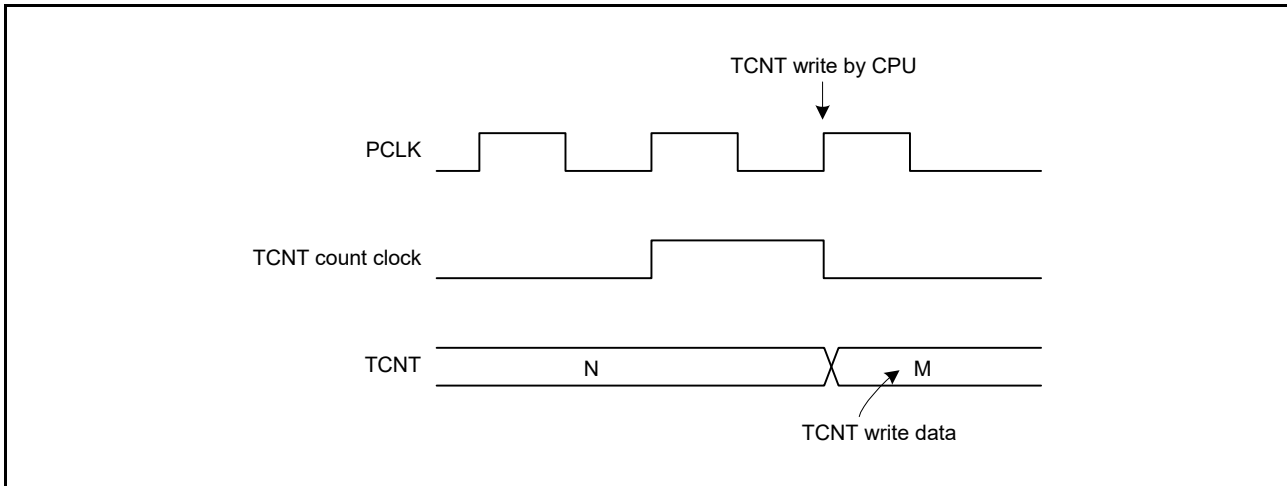 TCNT write by CPU
PCLK
TCNT count clock
TCNT
N
M
TCNT write data